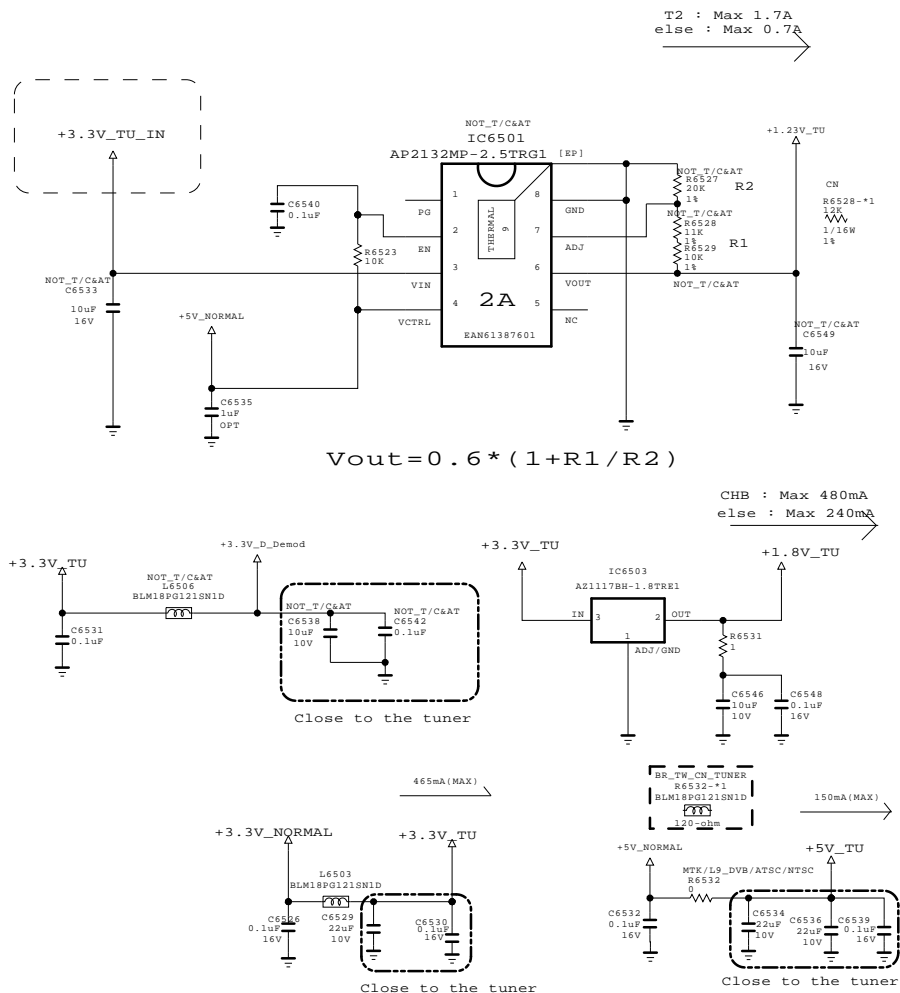 T2 : Max 1.7A
else : Max 0.7A
+3.3V_TU_IN
NOT_T/C&AT
IC6501
AP2132MP-2.5TRG1
[EP]
+1.23V_TU
NOT_T/C&AT
R6527
20K
1%
R2
CN
R6528-*1
12K
1/16W
1%
C6540
0.1uF
1
PG
8
GND
THERMAL
9
NOT_T/C&AT
R6528
11K
1%
R1
2
EN
7
ADJ
R6523
10K
R6529
10K
1%
NOT_T/C&AT
3
VIN
6
VOUT
NOT_T/C&AT
C6533
10uF
16V
2A
4
VCTRL
5
NC
EAN61387601
+5V_NORMAL
NOT_T/C&AT
C6549
10uF
16V
C6535
1uF
OPT
Vout=0.6*(1+R1/R2)
CHB : Max 480mA
else : Max 240mA
+3.3V_TU
+3.3V_D_Demod
NOT_T/C&AT
L6506
BLM18PG121SN1D
C6531
0.1uF
NOT_T/C&AT
C6538
10uF
10V
NOT_T/C&AT
C6542
0.1uF
Close to the tuner
+3.3V_TU
+1.8V_TU
IC6503
AZ1117BH-1.8TRE1
IN
3
2
OUT
1
ADJ/GND
R6531
1
C6546
10uF
10V
C6548
0.1uF
16V
465mA(MAX)
+3.3V_NORMAL
+3.3V_TU
L6503
BLM18PG121SN1D
C6526
0.1uF
16V
C6529
22uF
10V
C6530
0.1uF
16V
Close to the tuner
BR_TW_CN_TUNER
R6532-*1
BLM18PG121SN1D
120-ohm
150mA(MAX)
+5V_NORMAL
+5V_TU
MTK/L9_DVB/ATSC/NTSC
R6532
0
C6532
0.1uF
16V
C6534
22uF
10V
C6536
22uF
10V
C6539
0.1uF
16V
Close to the tuner